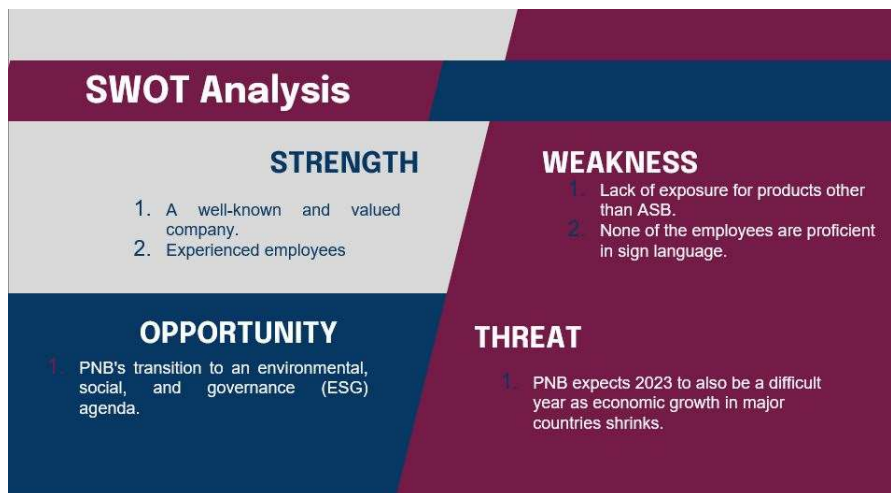 SWOT Analysis
STRENGTH
1. A well-known and valued
company.
2. Experienced employees
WEAKNESS
1. Lack of exposure for products other
than ASB.
2. None of the employees are proficient
in sign language.
OPPORTUNITY
1. PNB's transition to an environmental,
social, and governance (ESG)
agenda.
THREAT
1. PNB expects 2023 to also be a difficult
year as economic growth in major
countries shrinks.